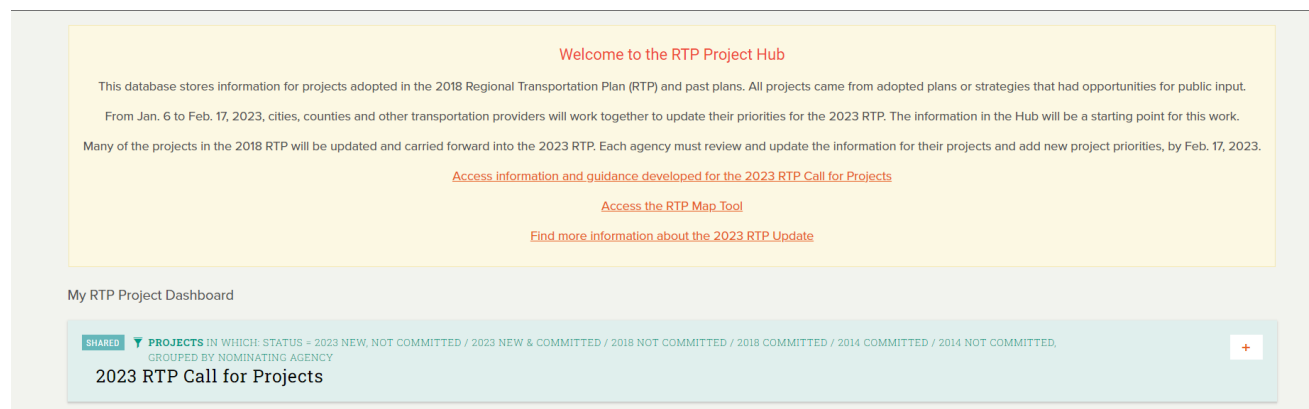 Welcome to the RTP Project Hub
This database stores information for projects adopted in the 2018 Regional Transportation Plan (RTP) and past plans. All projects came from adopted plans or strategies that had opportunities for public input.
From Jan. 6 to Feb. 17, 2023, cities, counties and other transportation providers will work together to update their priorities for the 2023 RTP. The information in the Hub will be a starting point for this work.
Many of the projects in the 2018 RTP will be updated and carried forward into the 2023 RTP. Each agency must review and update the information for their projects and add new project priorities, by Feb. 17, 2023.
Access information and guidance developed for the 2023 RTP Call for Projects
Access the RTP Map Tool
Find more information about the 2023 RTP Update
My RTP Project Dashboard
SHARED PROJECTS IN WHICH: STATUS = 2023 NEW, NOT COMMITTED / 2023 NEW & COMMITTED / 2018 NOT COMMITTED / 2018 COMMITTED / 2014 COMMITTED / 2014 NOT COMMITTED,
GROUPED BY NOMINATING AGENCY
+
2023 RTP Call for Projects